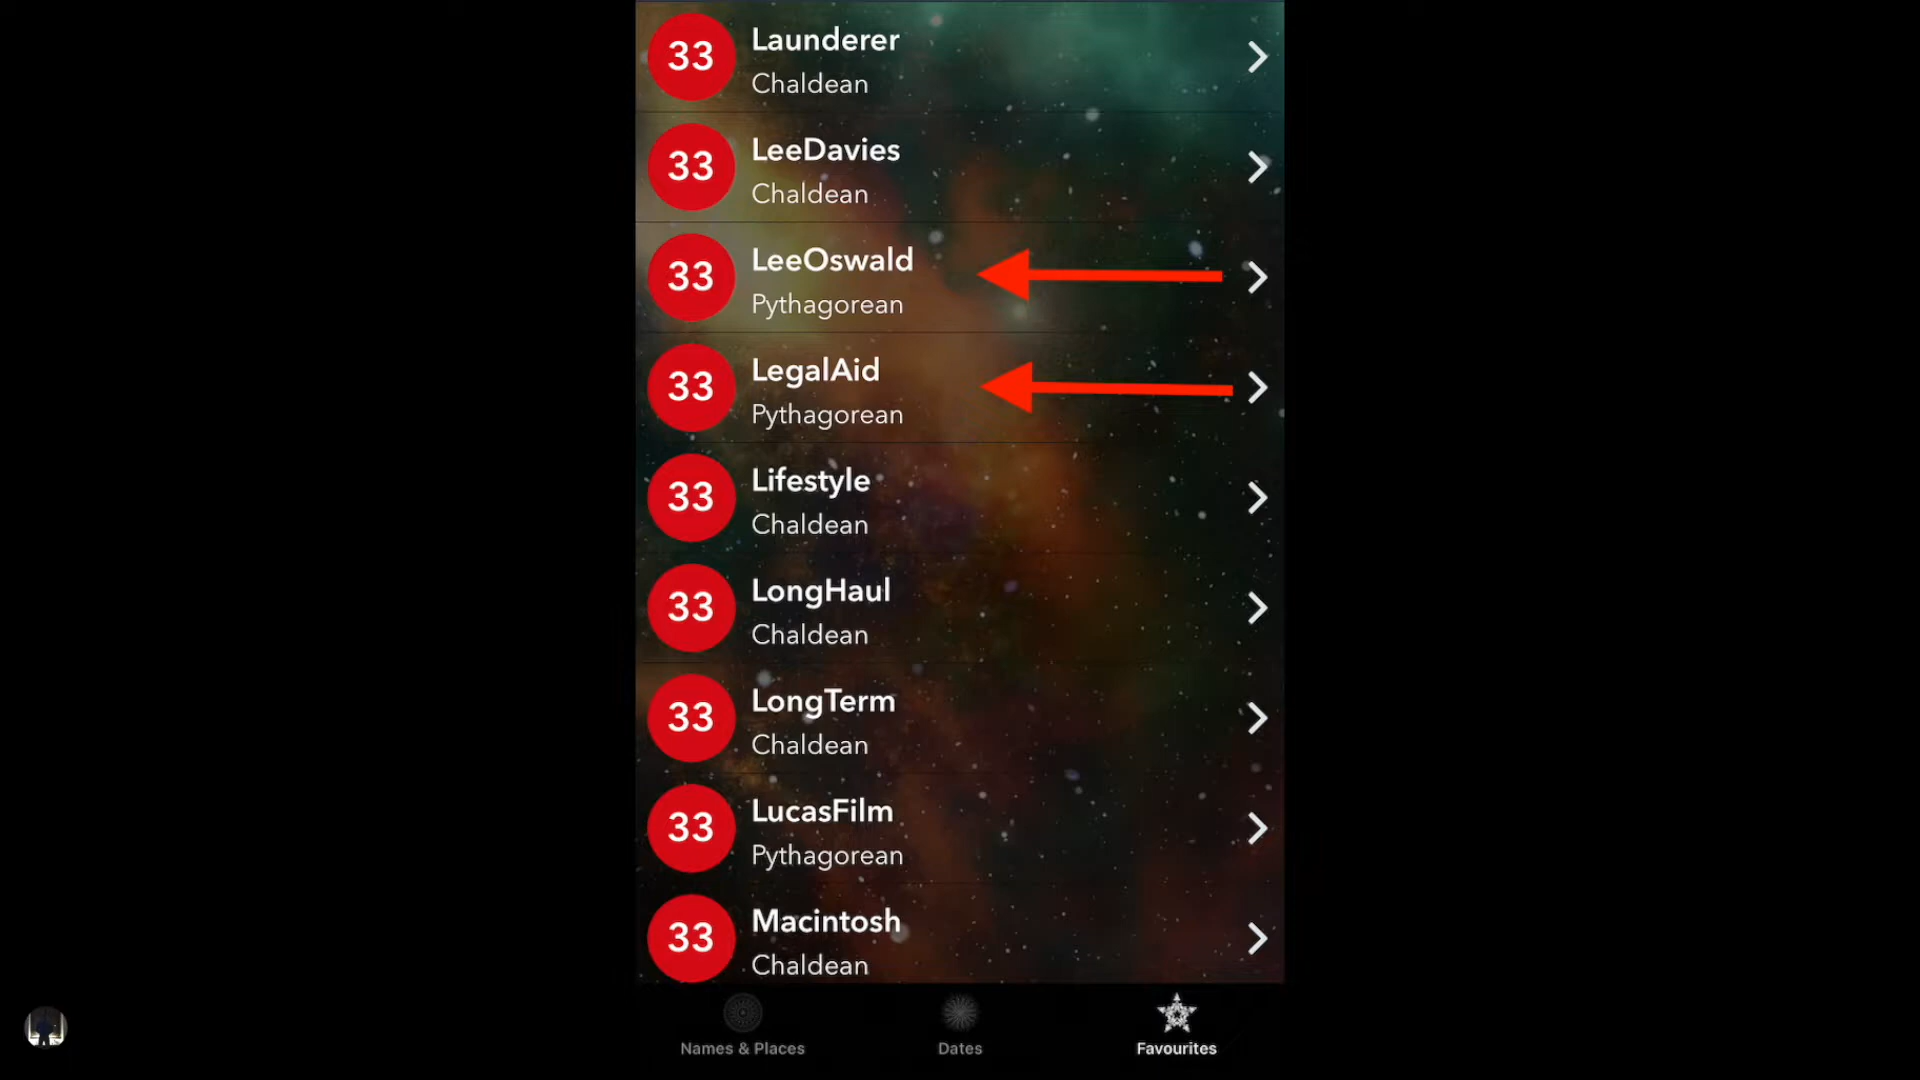 33
Launderer
Chaldean
33
LeeDavies
Chaldean
33
LeeOswald
Pythagorean
33
LegalAid
Pythagorean
33
Lifestyle
Chaldean
33
LongHaul
Chaldean
33
LongTerm
Chaldean
33
LucasFilm
Pythagorean
33
Macintosh
Chaldean
Names & Places
Dates
Favourites